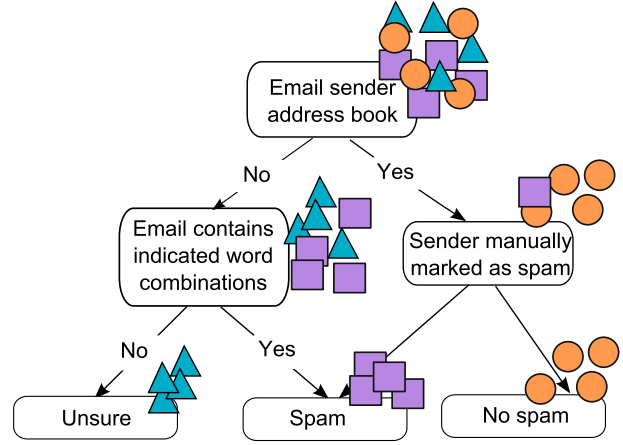 Email sender
address book
No
Yes
Email contains
indicated word
combinations
Sender manually
marked as spam
No
Yes
Unsure
Spam
No spam